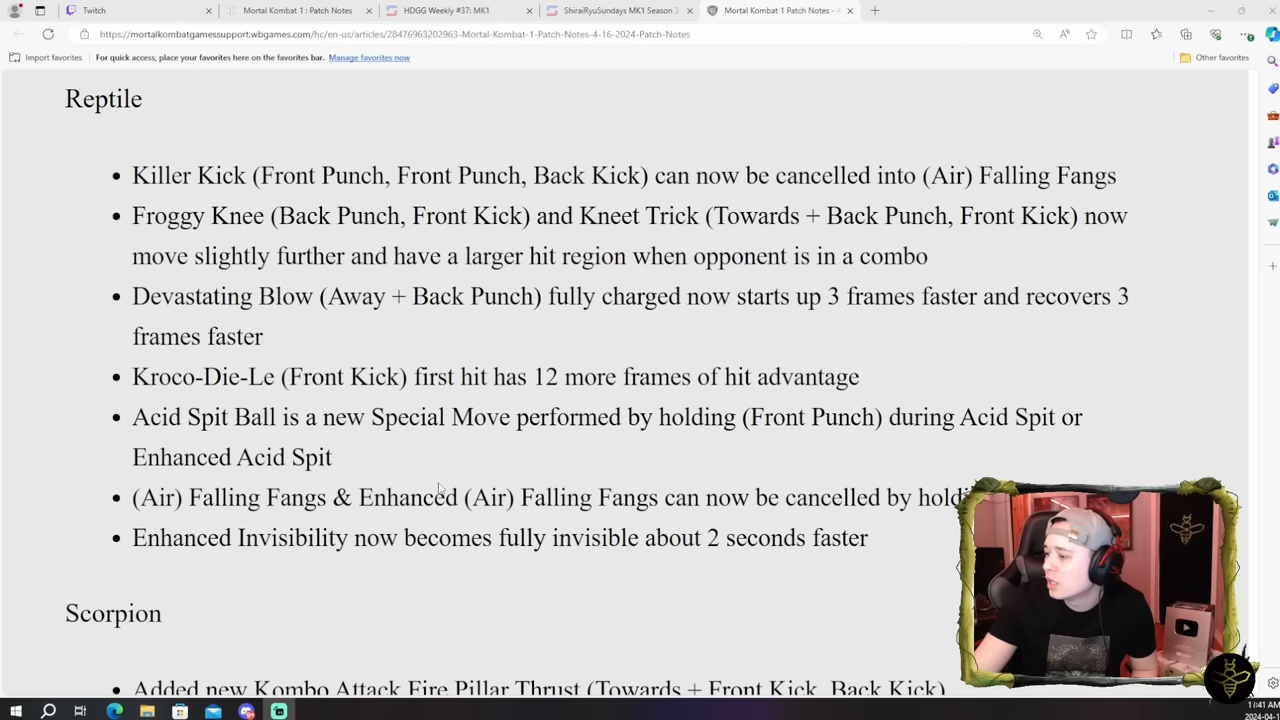 Twitch
Mortal Kombat 1 : Patch Notes
HDGG Weekly #37: MK1
ShiraiRyuSundays MK1 Season 2
Mortal Kombat 1 Patch Notes - 4
https://mortalkombatgamessupport.wbgames.com/hc/en-us/articles/28476963202963-Mortal-Kombat-1-Patch-Notes-4-16-2024-Patch-Notes
Import favorites
For quick access, place your favorites here on the favorites bar. Manage favorites now
Other favorites
Reptile
Killer Kick (Front Punch, Front Punch, Back Kick) can now be cancelled into (Air) Falling Fangs
Froggy Knee (Back Punch, Front Kick) and Kneet Trick (Towards + Back Punch, Front Kick) now
move slightly further and have a larger hit region when opponent is in a combo
Devastating Blow (Away + Back Punch) fully charged now starts up 3 frames faster and recovers 3
frames faster
Kroco-Die-Le (Front Kick) first hit has 12 more frames of hit advantage
Acid Spit Ball is a new Special Move performed by holding (Front Punch) during Acid Spit or
Enhanced Acid Spit
(Air) Falling Fangs & Enhanced (Air) Falling Fangs can now be cancelled by
Enhanced Invisibility now becomes fully invisible about 2 seconds faster
Scorpion
Added new Kombo Attack Fire Pillar Thrust (Towards + Front Kick, Back Kick)
11:41 AM
2024-04-1